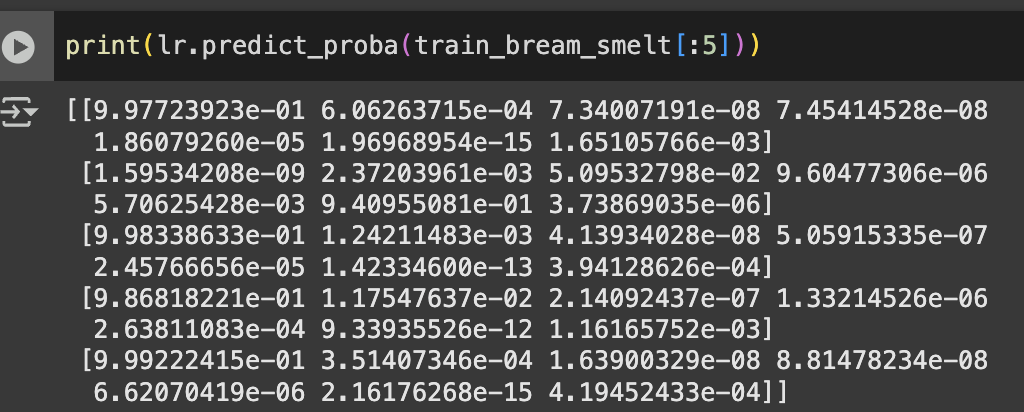 print(lr.predict_proba(train_bream_smelt[:5]))
[[9.97723923e-01 6.06263715e-04 7.34007191e-08 7.45414528e-08
1.86079260e-05 1.96968954e-15 1.65105766e-03]
[1.59534208e-09 2.37203961e-03 5.09532798e-02 9.60477306e-06
5.70625428e-03 9.40955081e-01 3.73869035e-06]
[9.98338633e-01 1.24211483e-03 4.13934028e-08 5.05915335e-07
2.45766656e-05 1.42334600e-13 3.94128626e-04]
[9.86818221e-01 1.17547637e-02 2.14092437e-07 1.33214526e-06
2.63811083e-04 9.33935526e-12 1.16165752e-03]
[9.99222415e-01 3.51407346e-04 1.63900329e-08 8.81478234e-08
6.62070419e-06 2.16176268e-15 4.19452433e-04]]